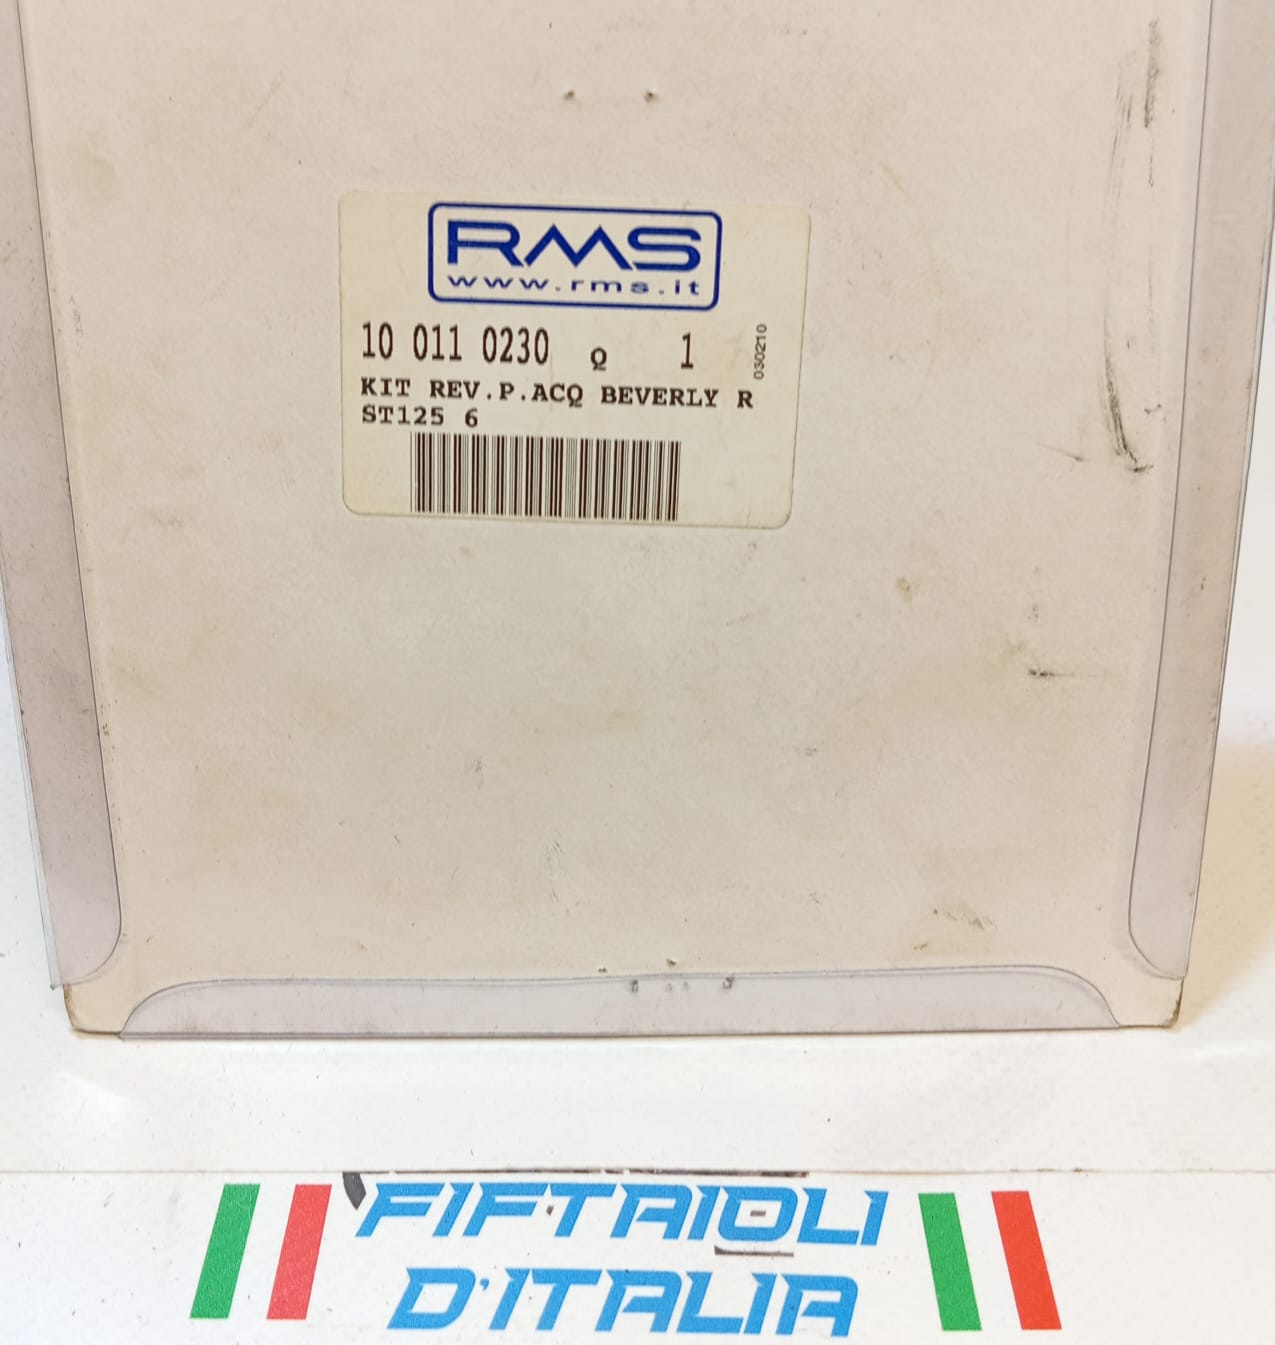 RMS
www.rms.it
10 011 0230 Q 1
030210
KIT REV.P.ACQ BEVERLY R
ST125 6
FIFTAIOLI
D'ITALIA